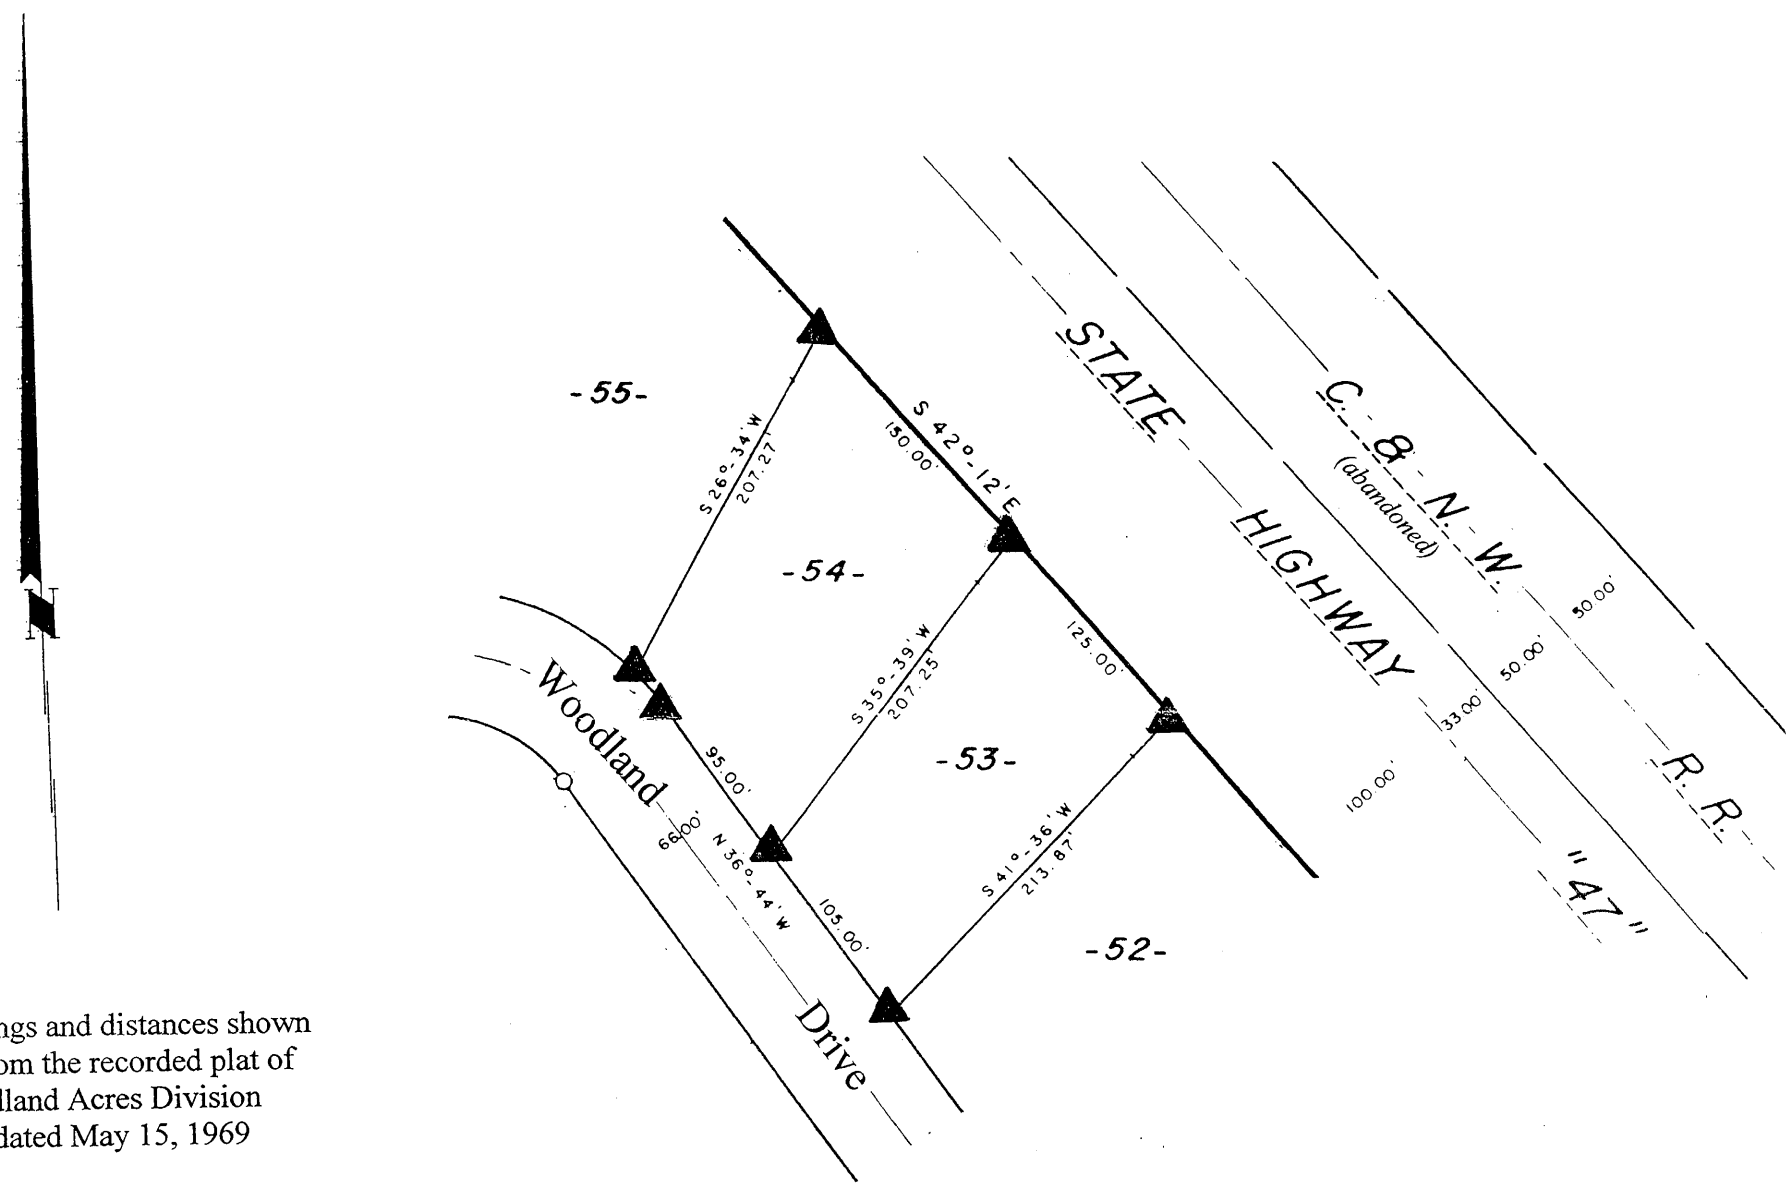 N
-55-
S 26°-34' W
207.27'
S 42°-12' E
150.00'
-54-
S 35°-39' W
207.25'
125.00'
-53-
S 41°-36' W
213.87'
-52-
95.00'
105.00'
N 36°-44' W
66.00'
Woodland
Drive
STATE
HIGHWAY
"47"
C. & N. W.
(abandoned)
R. R.
50.00'
50.00'
33.00'
100.00'
ngs and distances shown
om the recorded plat of
lland Acres Division
dated May 15, 1969